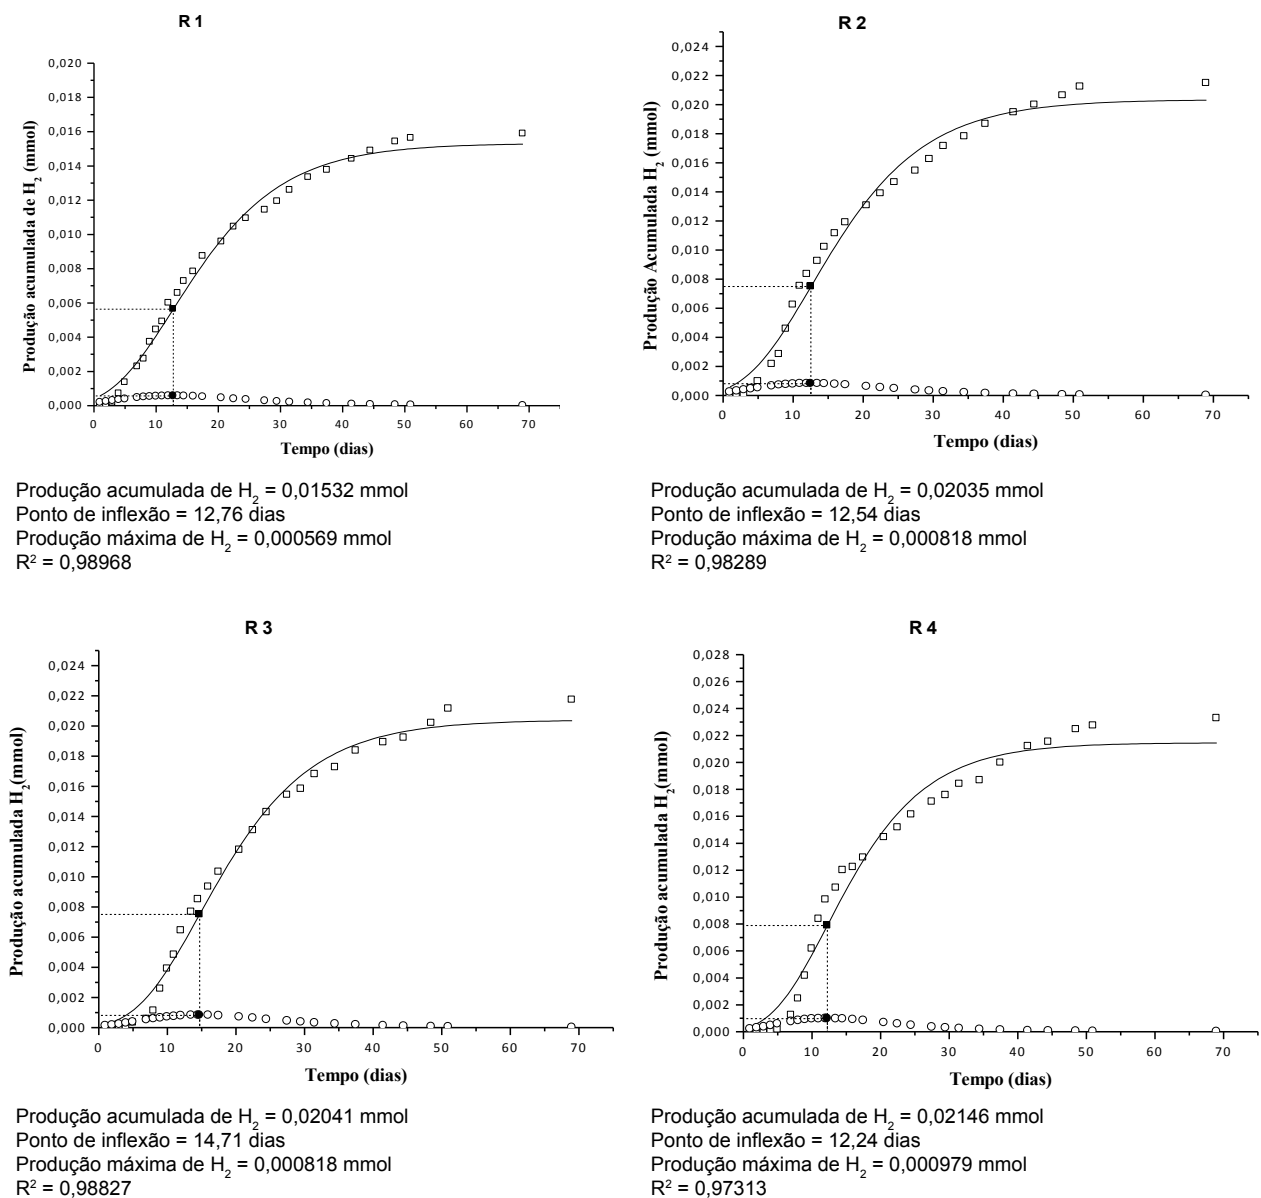 R 1
0,020
0,018
0,016
0,014
0,012
0,010
0,008
0,006
0,004
0,002
0,000
Produção acumulada de H2 (mmol)
0 10 20 30 40 50 60 70
Tempo (dias)
Produção acumulada de H2 = 0,01532 mmol
Ponto de inflexão = 12,76 dias
Produção máxima de H2 = 0,000569 mmol
R² = 0,98968
R 2
0,024
0,022
0,020
0,018
0,016
0,014
0,012
0,010
0,008
0,006
0,004
0,002
0,000
Produção Acumulada H2 (mmol)
0 10 20 30 40 50 60 70
Tempo (dias)
Produção acumulada de H2 = 0,02035 mmol
Ponto de inflexão = 12,54 dias
Produção máxima de H2 = 0,000818 mmol
R² = 0,98289
R 3
0,024
0,022
0,020
0,018
0,016
0,014
0,012
0,010
0,008
0,006
0,004
0,002
0,000
Produção acumulada H2(mmol)
0 10 20 30 40 50 60 70
Tempo (dias)
Produção acumulada de H2 = 0,02041 mmol
Ponto de inflexão = 14,71 dias
Produção máxima de H2 = 0,000818 mmol
R² = 0,98827
R 4
0,028
0,026
0,024
0,022
0,020
0,018
0,016
0,014
0,012
0,010
0,008
0,006
0,004
0,002
0,000
Produção acumulada H2(mmol)
0 10 20 30 40 50 60 70
Tempo (dias)
Produção acumulada de H2 = 0,02146 mmol
Ponto de inflexão = 12,24 dias
Produção máxima de H2 = 0,000979 mmol
R² = 0,97313